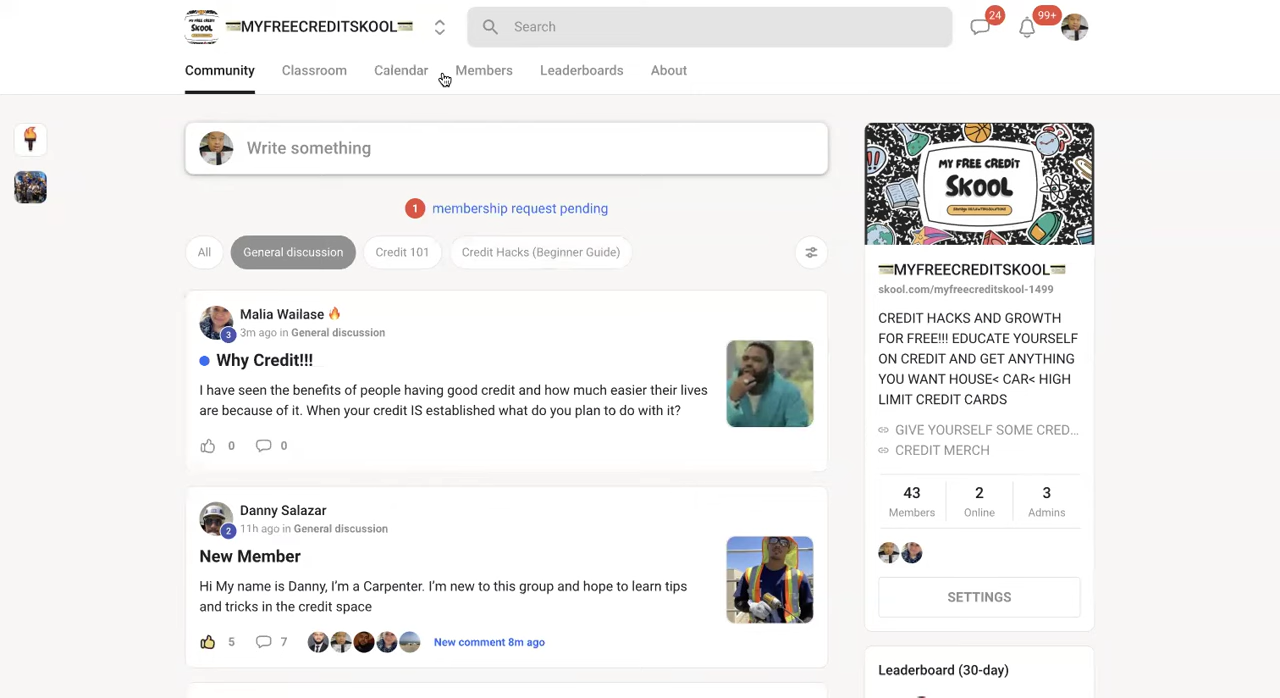 MY FREE CREDIT
SKOOL
💳MYFREECREDITSKOOL💳
Search
24
99+
Community
Classroom
Calendar
Members
Leaderboards
About
Write something
1 membership request pending
All
General discussion
Credit 101
Credit Hacks (Beginner Guide)
Malia Wailase 🔥
3
3m ago in General discussion
Why Credit!!!
I have seen the benefits of people having good credit and how much easier their lives
are because of it. When your credit IS established what do you plan to do with it?
0
0
Danny Salazar
2
11h ago in General discussion
New Member
Hi My name is Danny, I'm a Carpenter. I'm new to this group and hope to learn tips
and tricks in the credit space
5
7
New comment 8m ago
MY FREE CREDIT
SKOOL
💳MYFREECREDITSKOOL💳
skool.com/myfreecreditskool-1499
CREDIT HACKS AND GROWTH
FOR FREE!!! EDUCATE YOURSELF
ON CREDIT AND GET ANYTHING
YOU WANT HOUSE< CAR< HIGH
LIMIT CREDIT CARDS
GIVE YOURSELF SOME CRED...
CREDIT MERCH
43
Members
2
Online
3
Admins
SETTINGS
Leaderboard (30-day)